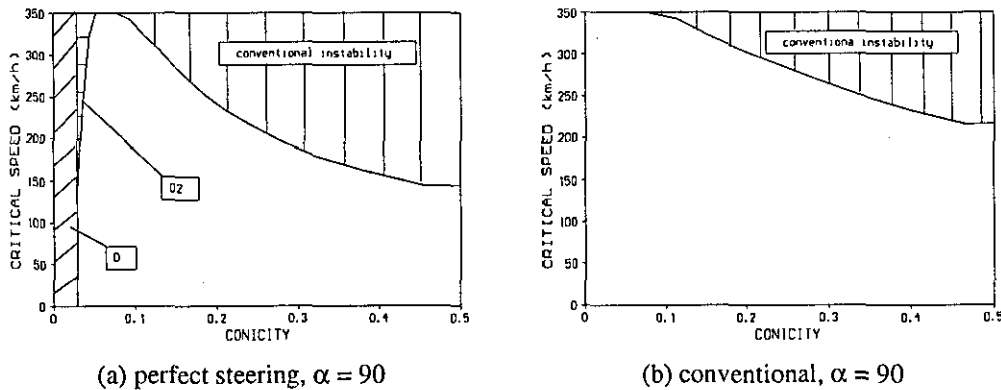 350
300
250
200
150
100
50
0
CRITICAL SPEED (km/h)
conventional instability
D2
D
0
0.1
0.2
0.3
0.4
0.5
CONICITY
(a) perfect steering, α = 90
350
300
250
200
150
100
50
0
CRITICAL SPEED (km/h)
conventional instability
0
0.1
0.2
0.3
0.4
0.5
CONICITY
(b) conventional, α = 90